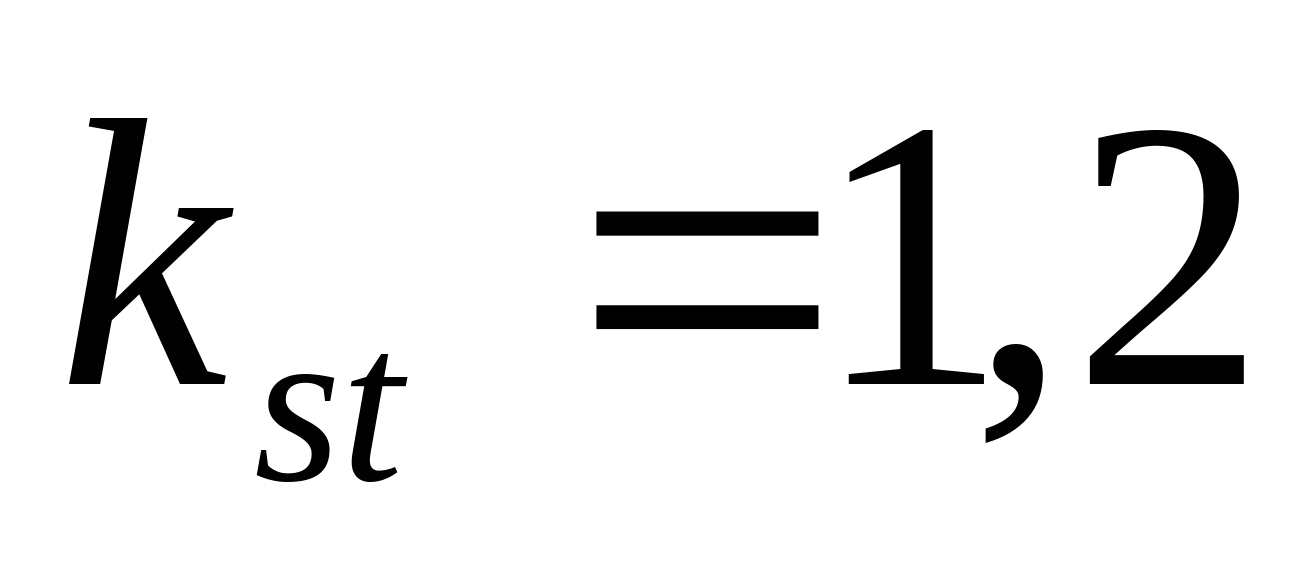 k_st = 1,2